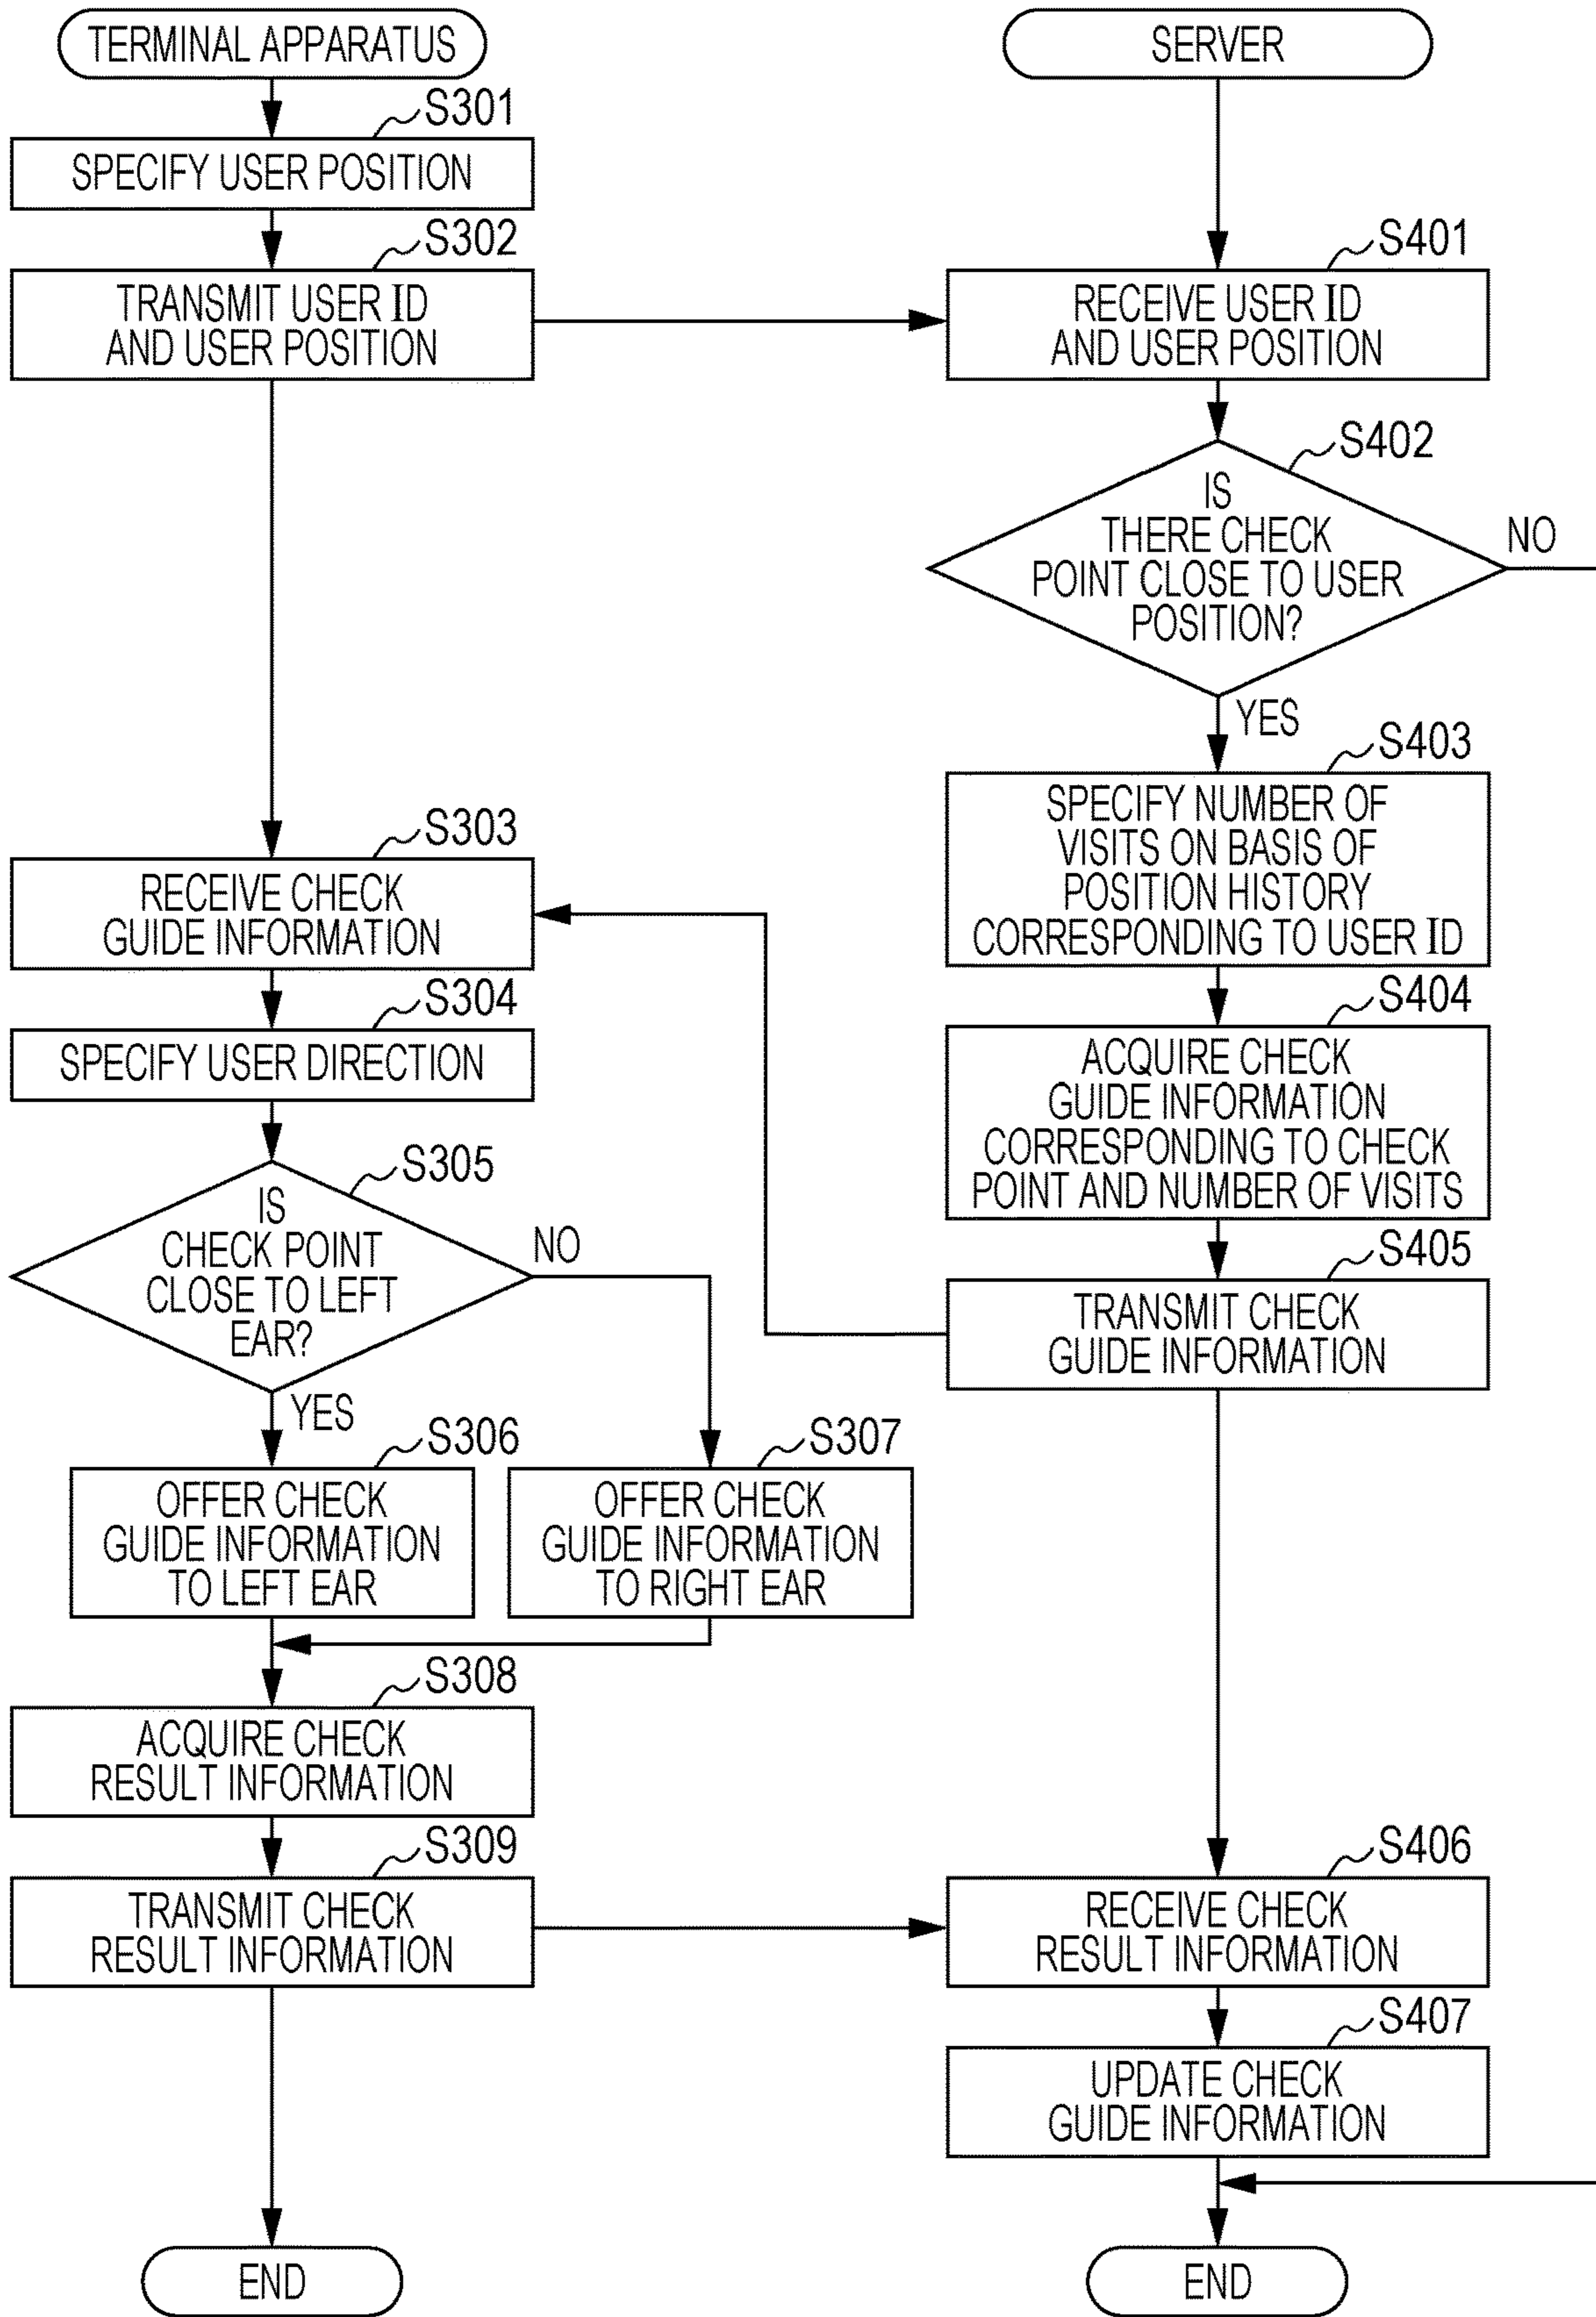 TERMINAL APPARATUS
S301
SPECIFY USER POSITION
S302
TRANSMIT USER ID
AND USER POSITION
S303
RECEIVE CHECK
GUIDE INFORMATION
S304
SPECIFY USER DIRECTION
S305
IS
CHECK POINT
CLOSE TO LEFT
EAR?
NO
YES
S306
OFFER CHECK
GUIDE INFORMATION
TO LEFT EAR
S307
OFFER CHECK
GUIDE INFORMATION
TO RIGHT EAR
S308
ACQUIRE CHECK
RESULT INFORMATION
S309
TRANSMIT CHECK
RESULT INFORMATION
END
SERVER
S401
RECEIVE USER ID
AND USER POSITION
S402
IS
THERE CHECK
POINT CLOSE TO USER
POSITION?
NO
YES
S403
SPECIFY NUMBER OF
VISITS ON BASIS OF
POSITION HISTORY
CORRESPONDING TO USER ID
S404
ACQUIRE CHECK
GUIDE INFORMATION
CORRESPONDING TO CHECK
POINT AND NUMBER OF VISITS
S405
TRANSMIT CHECK
GUIDE INFORMATION
S406
RECEIVE CHECK
RESULT INFORMATION
S407
UPDATE CHECK
GUIDE INFORMATION
END